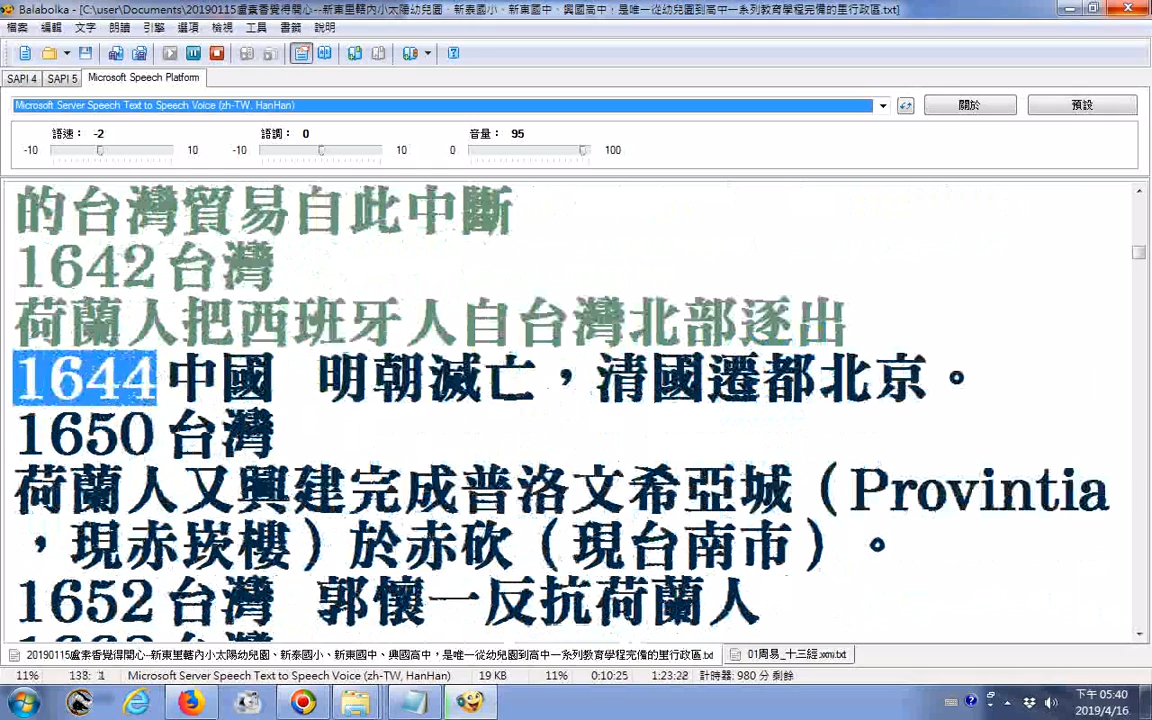 Balabolka - [C:\user\Documents\20190115盧素香覺得開心--新東里轄內小太陽幼兒園、新泰國小、新東國中、興國高中，是唯一從幼兒園到高中一系列教育學程完備的里行政區.txt]
檔案 編輯 文字 朗讀 引擎 選項 檢視 工具 書籤 說明
SAPI 4 SAPI 5 Microsoft Speech Platform
Microsoft Server Speech Text to Speech Voice (zh-TW, HanHan)
關於 預設
語速： -2 語調： 0 音量： 95
-10 10 -10 10 0 100
的台灣貿易自此中斷
1642台灣
荷蘭人把西班牙人自台灣北部逐出
1644 中國 明朝滅亡，清國遷都北京。
1650 台灣
荷蘭人又興建完成普洛文希亞城（Provintia
，現赤崁樓）於赤砍（現台南市）。
1652 台灣 郭懷一反抗荷蘭人
20190115盧素香覺得開心--新東里轄內小太陽幼兒園、新泰國小、新東國中、興國高中，是唯一從幼兒園到高中一系列教育學程完備的里行政區.txt 01周易_十三經.txt
11% 138: 1 Microsoft Server Speech Text to Speech Voice (zh-TW, HanHan) 19 KB 11% 0:10:25 1:23:28 計時器: 980 分 剩餘
下午 05:40
2019/4/16